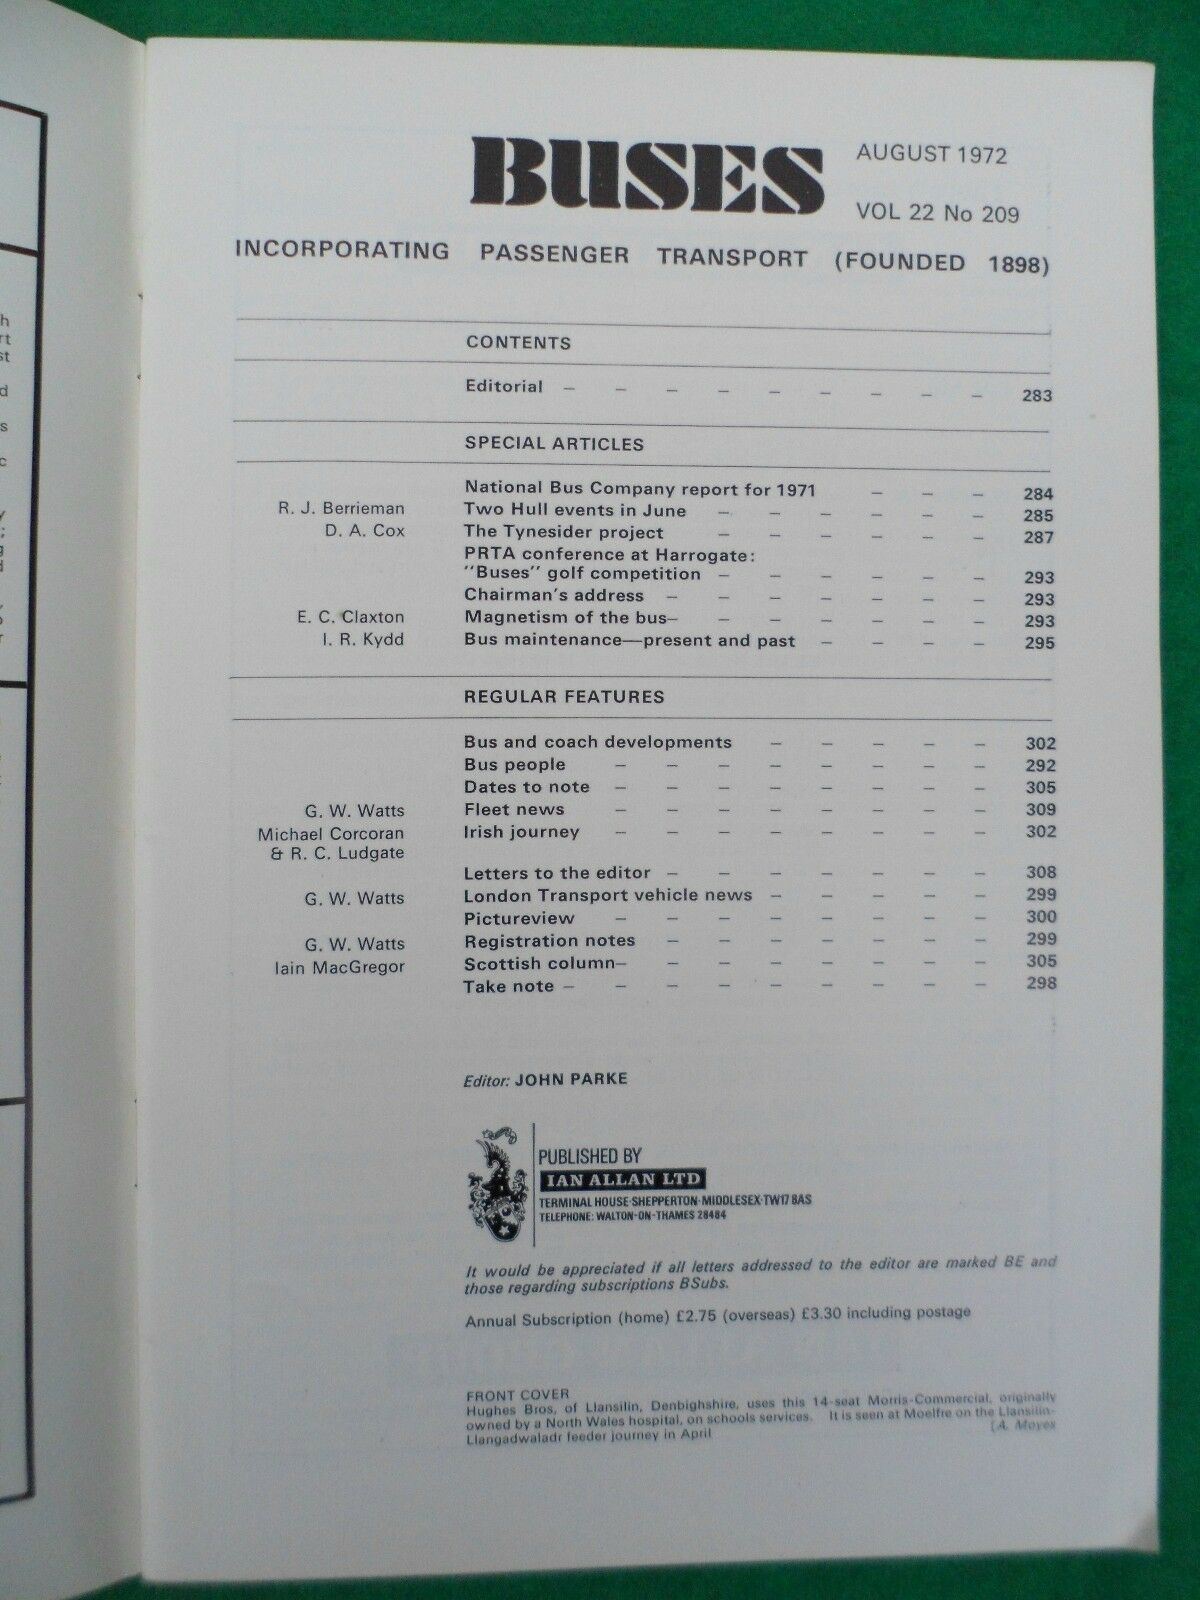 BUSES
AUGUST 1972
VOL 22 No 209
INCORPORATING PASSENGER TRANSPORT (FOUNDED 1898)
CONTENTS
Editorial – – – – – – – – – 283
SPECIAL ARTICLES
National Bus Company report for 1971 – – – 284
R. J. Berrieman Two Hull events in June – – – – – – 285
D. A. Cox The Tynesider project – – – – – – 287
PRTA conference at Harrogate:
"Buses" golf competition – – – – – – 293
Chairman's address – – – – – – – 293
E. C. Claxton Magnetism of the bus– – – – – – – 293
I. R. Kydd Bus maintenance—present and past – – – – 295
REGULAR FEATURES
Bus and coach developments – – – – – 302
Bus people – – – – – – – – 292
Dates to note – – – – – – – – 305
G. W. Watts Fleet news – – – – – – – – 309
Michael Corcoran Irish journey – – – – – – – – 302
& R. C. Ludgate
Letters to the editor – – – – – – – 308
G. W. Watts London Transport vehicle news – – – – – 299
Pictureview – – – – – – – – 300
G. W. Watts Registration notes – – – – – – – 299
Iain MacGregor Scottish column– – – – – – – – 305
Take note – – – – – – – – – 298
Editor: JOHN PARKE
PUBLISHED BY
IAN ALLAN LTD
TERMINAL HOUSE·SHEPPERTON·MIDDLESEX·TW17 8AS
TELEPHONE: WALTON-ON-THAMES 28484
It would be appreciated if all letters addressed to the editor are marked BE and
those regarding subscriptions BSubs.
Annual Subscription (home) £2.75 (overseas) £3.30 including postage
FRONT COVER
Hughes Bros, of Llansilin, Denbighshire, uses this 14-seat Morris-Commercial, originally
owned by a North Wales hospital, on schools services. It is seen at Moelfre on the Llansilin-
Llangadwaladr feeder journey in April [A. Moyes